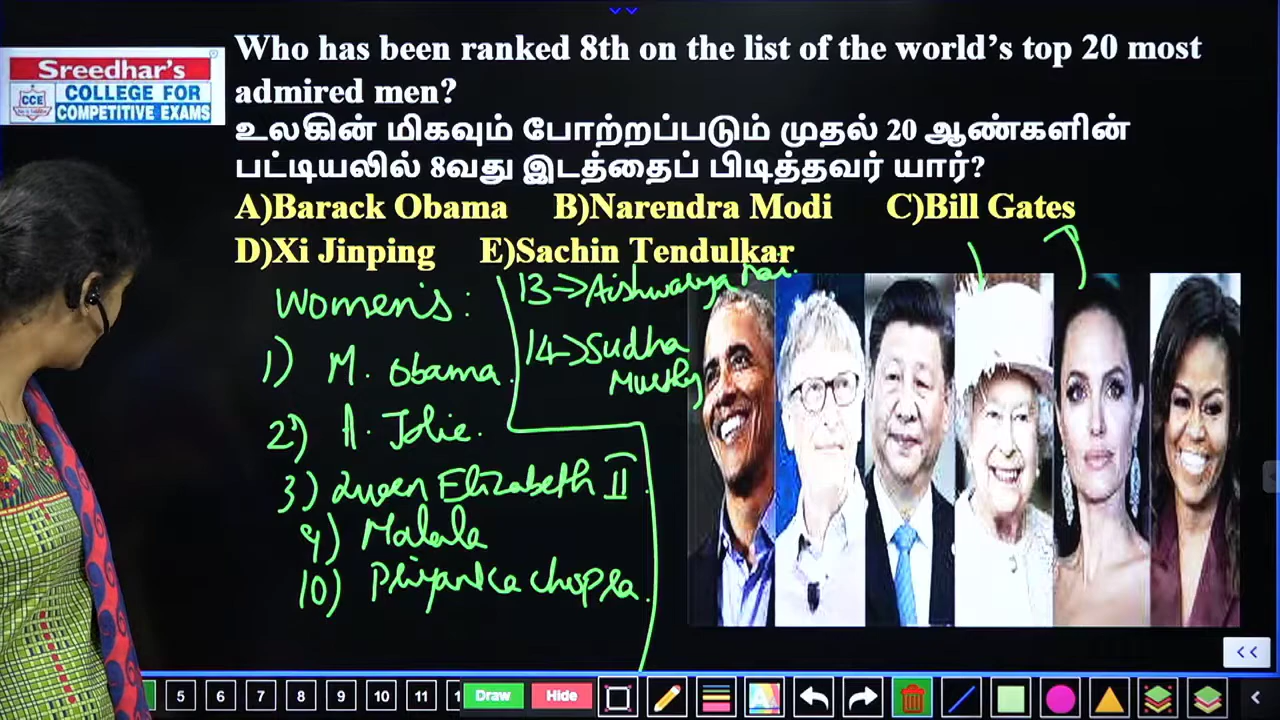 Who has been ranked 8th on the list of the world’s top 20 most
admired men?
Sreedhar's
CCE
COLLEGE FOR
COMPETITIVE EXAMS
உலகின் மிகவும் போற்றப்படும் முதல் 20 ஆண்களின்
பட்டியலில் 8வது இடத்தைப் பிடித்தவர் யார்?
A)Barack Obama B)Narendra Modi C)Bill Gates
D)Xi Jinping E)Sachin Tendulkar
Women's :
1) M. Obama.
2) A. Jolie.
3) Queen Elizabeth II.
9) Malala
10) Priyanka Chopra.
13→Aishwarya Rai.
14→Sudha
Murthy
<<
5 6 7 8 9 10 11 1 Draw Hide A <